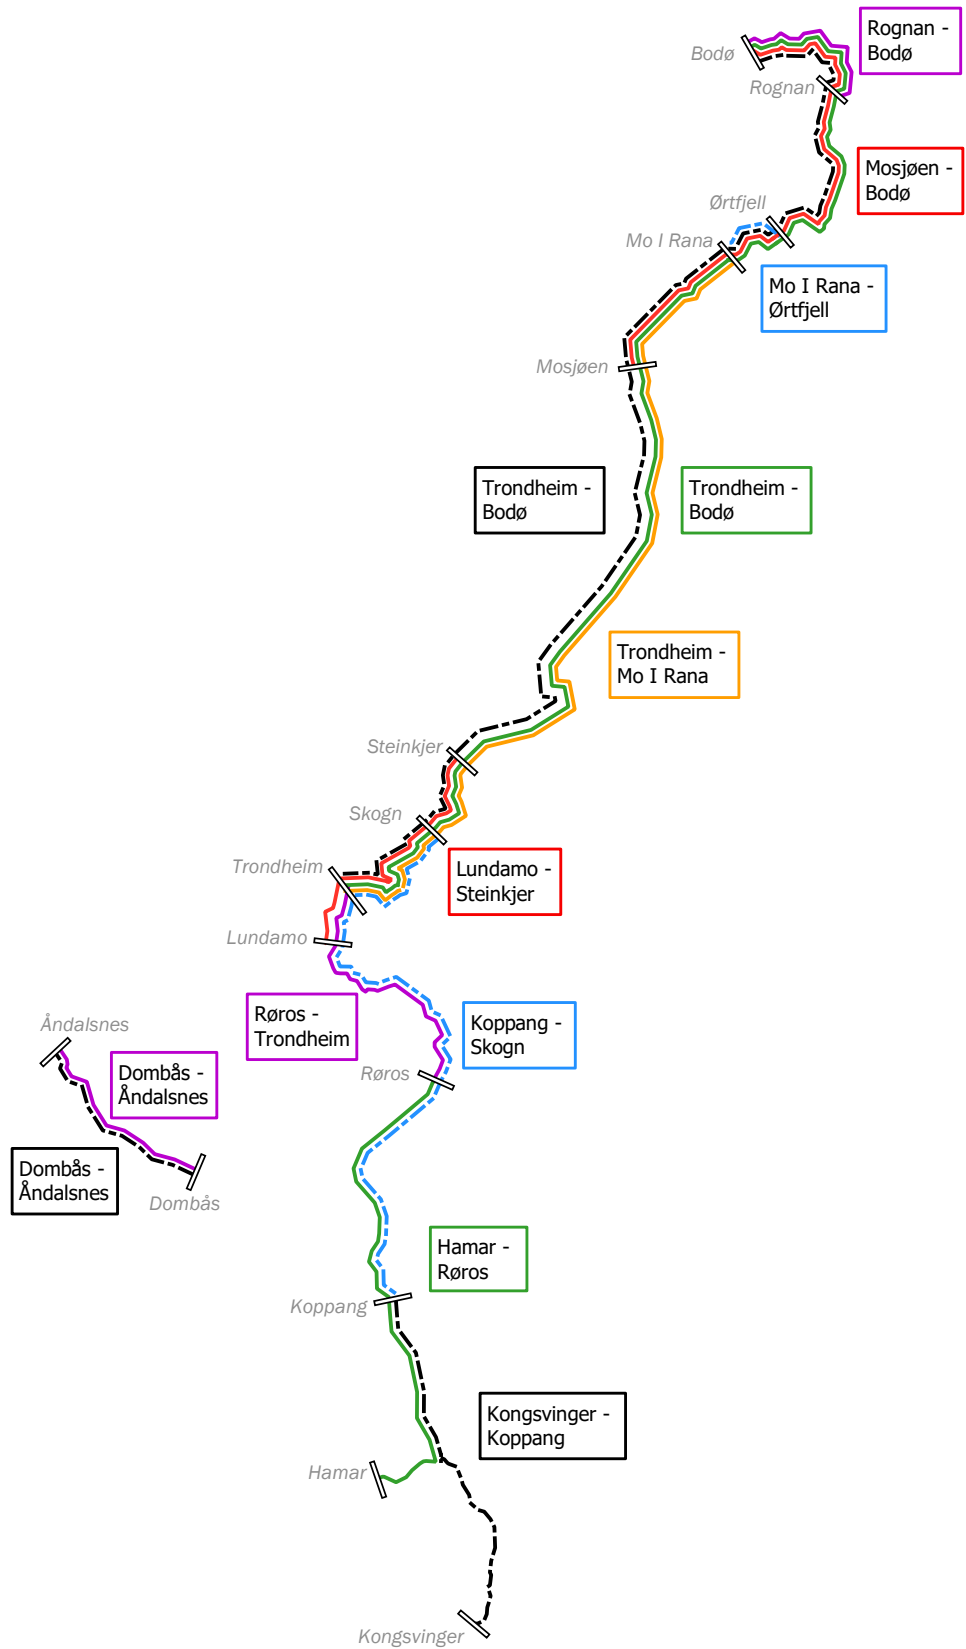 Rognan -
Bodø
Bodø
Rognan
Mosjøen -
Bodø
Ørtfjell
Mo I Rana
Mo I Rana -
Ørtfjell
Mosjøen
Trondheim -
Bodø
Trondheim -
Bodø
Trondheim -
Mo I Rana
Steinkjer
Skogn
Trondheim
Lundamo -
Steinkjer
Lundamo
Røros -
Trondheim
Koppang -
Skogn
Åndalsnes
Røros
Dombås -
Åndalsnes
Dombås -
Åndalsnes
Dombås
Hamar -
Røros
Koppang
Kongsvinger -
Koppang
Hamar
Kongsvinger